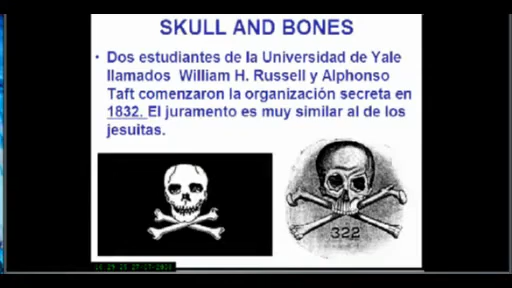 SKULL AND BONES
• Dos estudiantes de la Universidad de Yale
llamados William H. Russell y Alphonso
Taft comenzaron la organización secreta en
1832. El juramento es muy similar al de los
jesuitas.
322